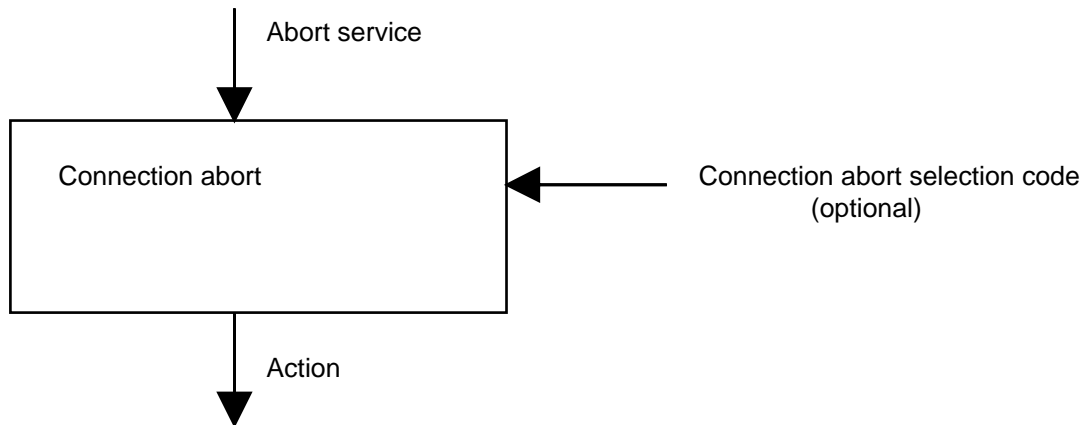 Abort service
Connection abort
Connection abort selection code
(optional)
Action